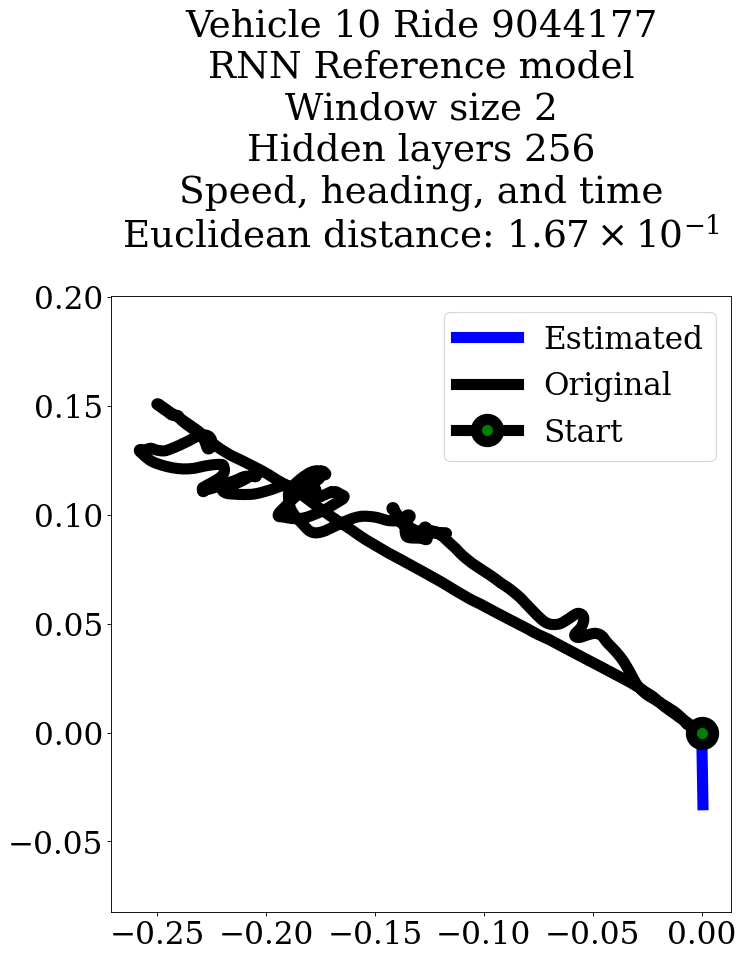 Vehicle 10 Ride 9044177
RNN Reference model
Window size 2
Hidden layers 256
Speed, heading, and time
Euclidean distance: 1.67 × 10⁻¹
0.20
Estimated
0.15
Original
Start
0.10
0.05
0.00
−0.05
−0.25 −0.20 −0.15 −0.10 −0.05 0.00